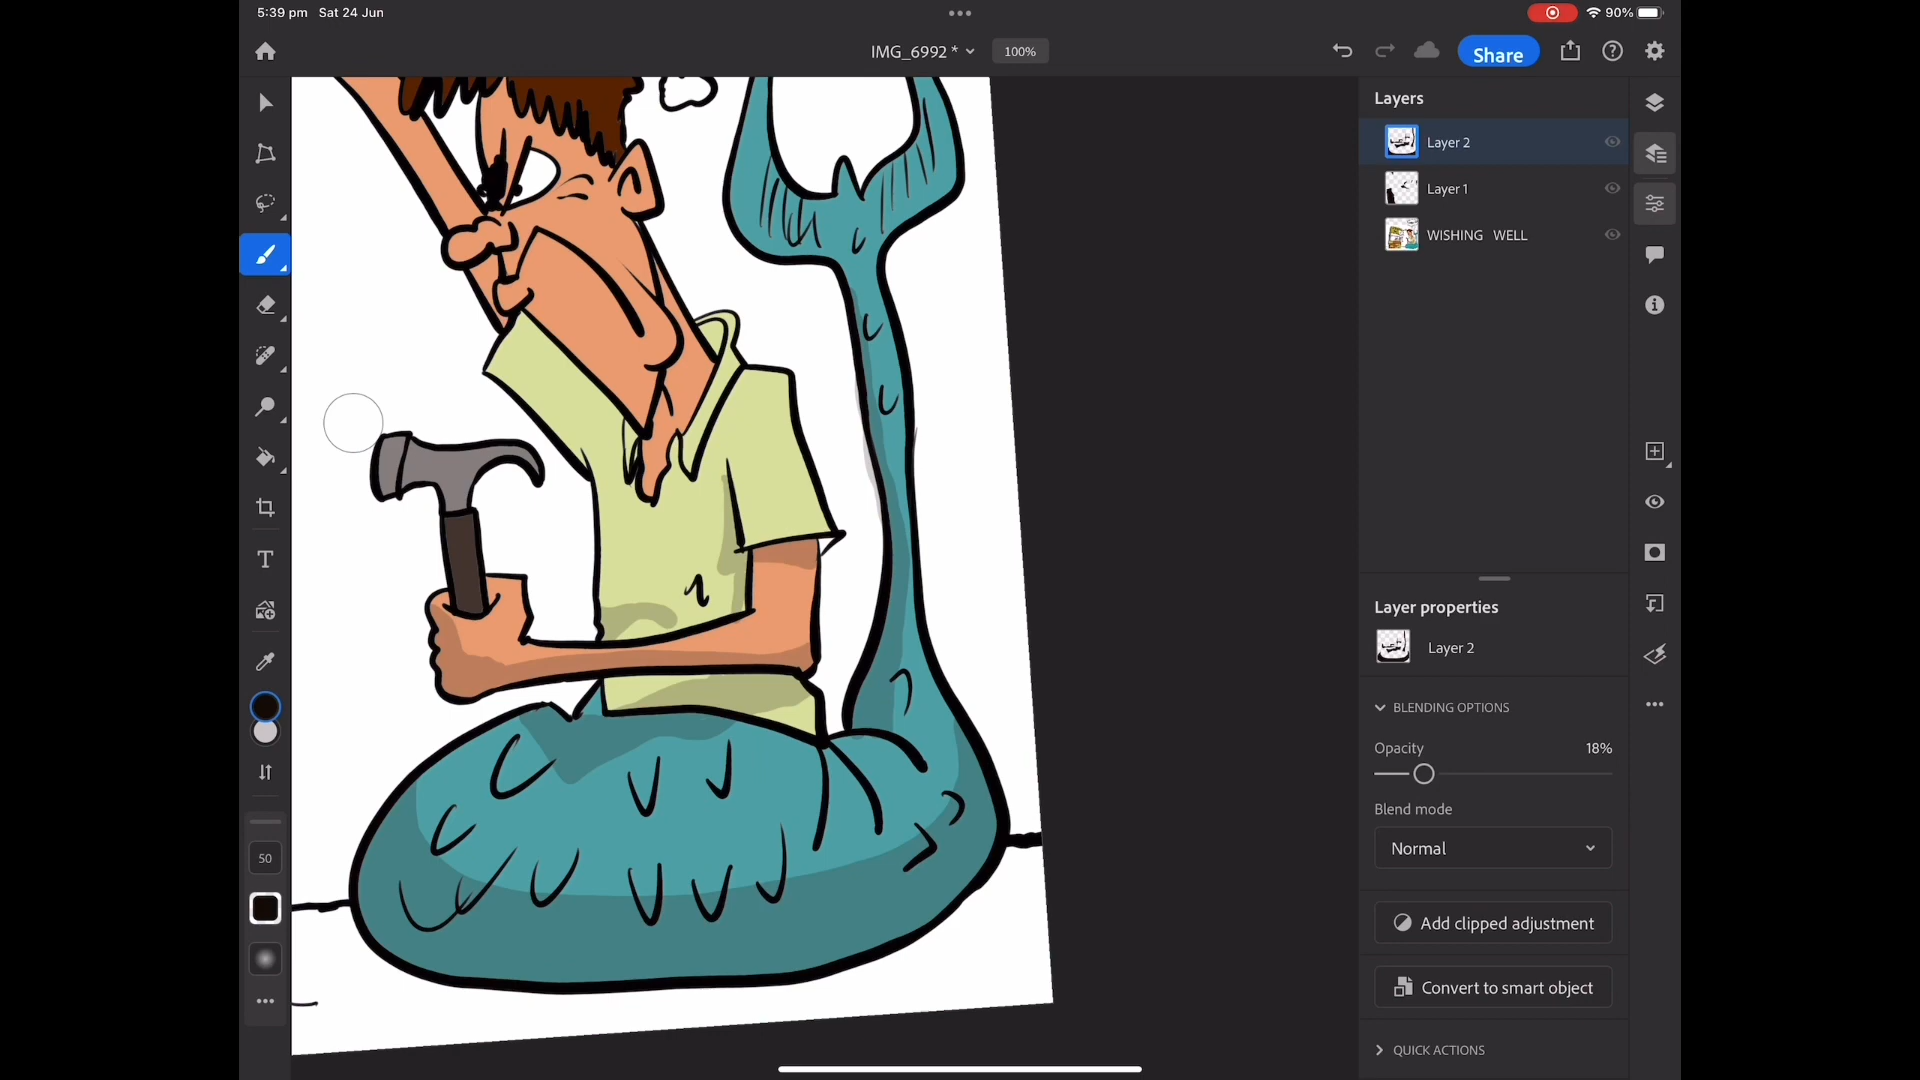 5:39 pm Sat 24 Jun
90%
IMG_6992 *
100%
Share
Layers
Layer 2
Layer 1
WISHING WELL
T
50
Layer properties
Layer 2
BLENDING OPTIONS
Opacity 18%
Blend mode
Normal
Add clipped adjustment
Convert to smart object
QUICK ACTIONS